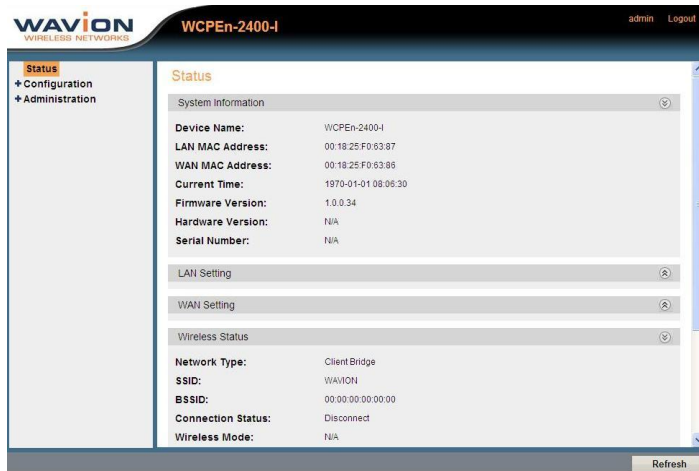 WAVION
WIRELESS NETWORKS
WCPEn-2400-I
admin Logout
Status
+ Configuration
+ Administration
Status
System Information
Device Name: WCPEn-2400-I
LAN MAC Address: 00:18:25:F0:63:87
WAN MAC Address: 00:18:25:F0:63:86
Current Time: 1970-01-01 08:06:30
Firmware Version: 1.0.0.34
Hardware Version: N/A
Serial Number: N/A
LAN Setting
WAN Setting
Wireless Status
Network Type: Client Bridge
SSID: WAVION
BSSID: 00:00:00:00:00:00
Connection Status: Disconnect
Wireless Mode: N/A
Refresh